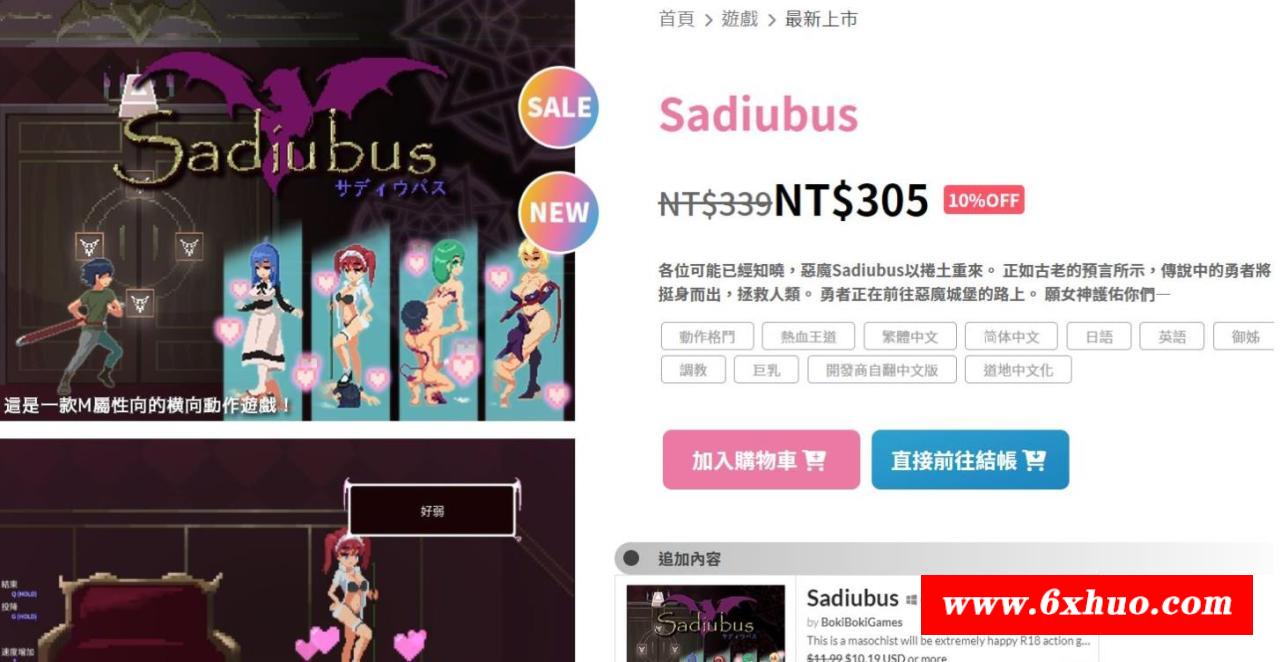 Sadiubus
サディウバス
這是一款M屬性向的橫向動作遊戲！
SALE
NEW
好弱
結束
Q (HOLD)
投降
G (HOLD)
速度增加
首頁 > 遊戲 > 最新上市
Sadiubus
NT$339NT$305 10%OFF
各位可能已經知曉，惡魔Sadiubus以捲土重來。 正如古老的預言所示，傳說中的勇者將
挺身而出，拯救人類。 勇者正在前往惡魔城堡的路上。 願女神護佑你們—
動作格鬥 熱血王道 繁體中文 简体中文 日語 英語 御姊
調教 巨乳 開發商自翻中文版 道地中文化
加入購物車 直接前往結帳
追加內容
Sadiubus
Sadiubus
by BokiBokiGames
This is a masochist will be extremely happy R18 action g...
$11.99 $10.19 USD or more
www.6xhuo.com